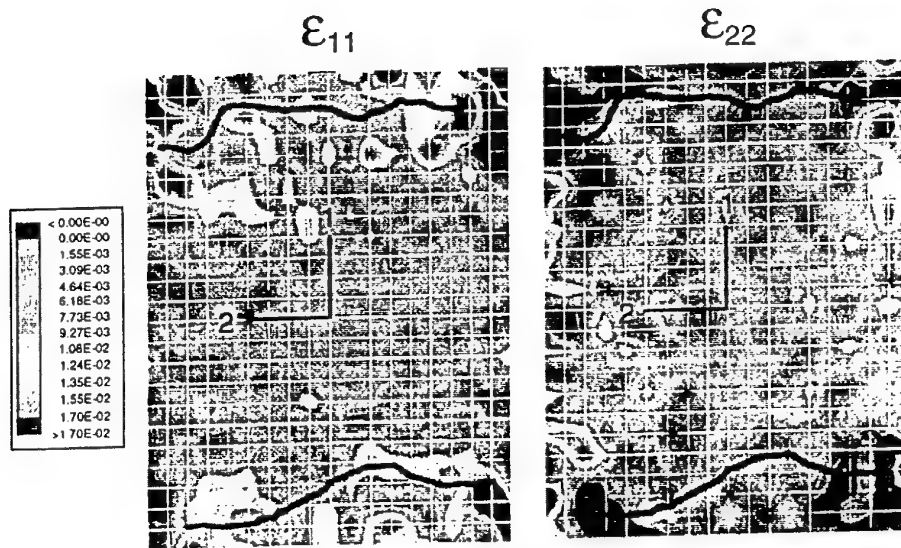 ε11
ε22
< 0.00E-00
0.00E-00
1.55E-03
3.09E-03
4.64E-03
6.18E-03
7.73E-03
9.27E-03
1.08E-02
1.24E-02
1.35E-02
1.55E-02
1.70E-02
>1.70E-02
2
2